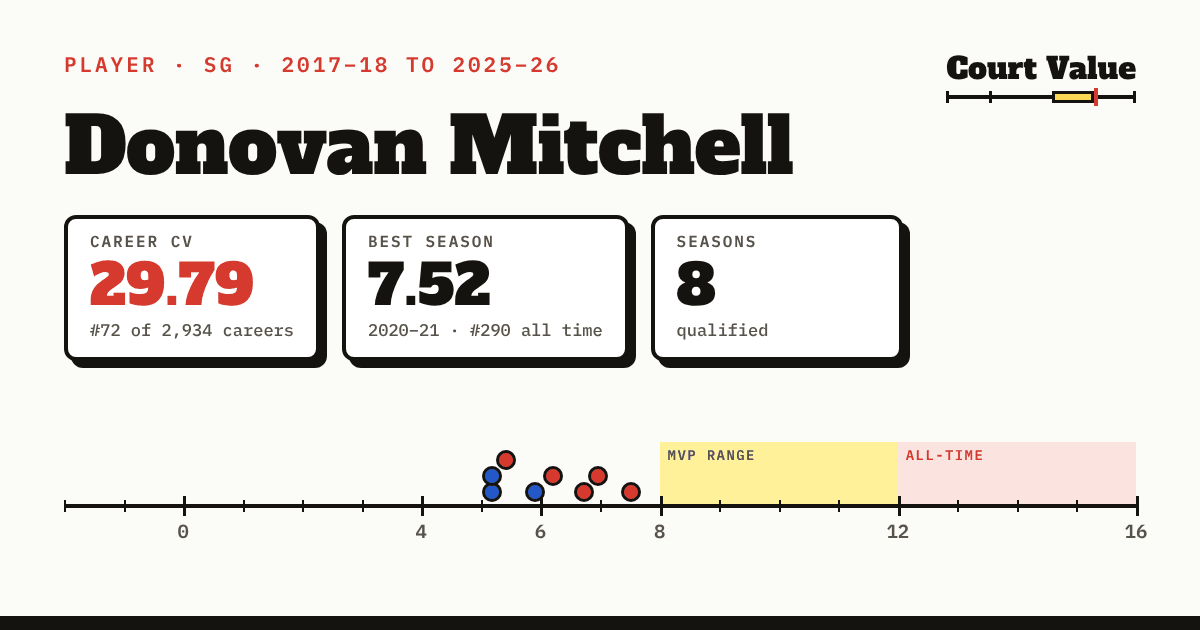 PLAYER · SG · 2017–18 TO 2025–26
Court Value
Donovan Mitchell
CAREER CV
29.79
#72 of 2,934 careers
BEST SEASON
7.52
2020–21 · #290 all time
SEASONS
8
qualified
MVP RANGE
ALL-TIME
0
4
6
8
12
16